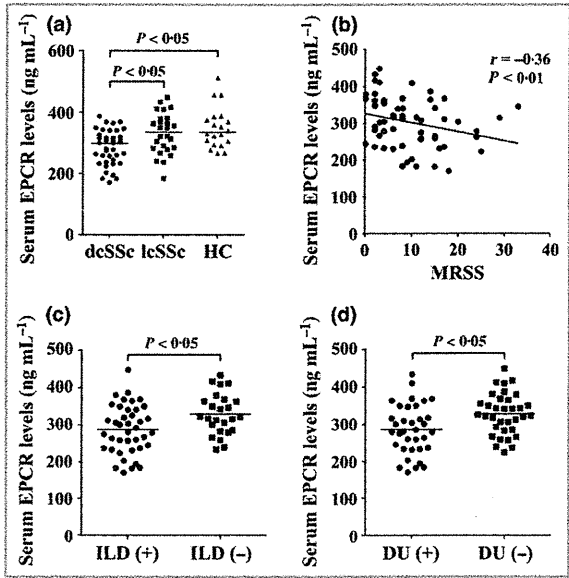 (a)
P < 0·05
P < 0·05
Serum EPCR levels (ng mL⁻¹)
600
400
200
0
dcSSc lcSSc HC
(b)
r = –0·36
P < 0·01
Serum EPCR levels (ng mL⁻¹)
500
400
300
200
100
0
0 10 20 30 40
MRSS
(c)
P < 0·05
Serum EPCR levels (ng mL⁻¹)
500
400
300
200
100
0
ILD (+) ILD (–)
(d)
P < 0·05
Serum EPCR levels (ng mL⁻¹)
500
400
300
200
100
0
DU (+) DU (–)